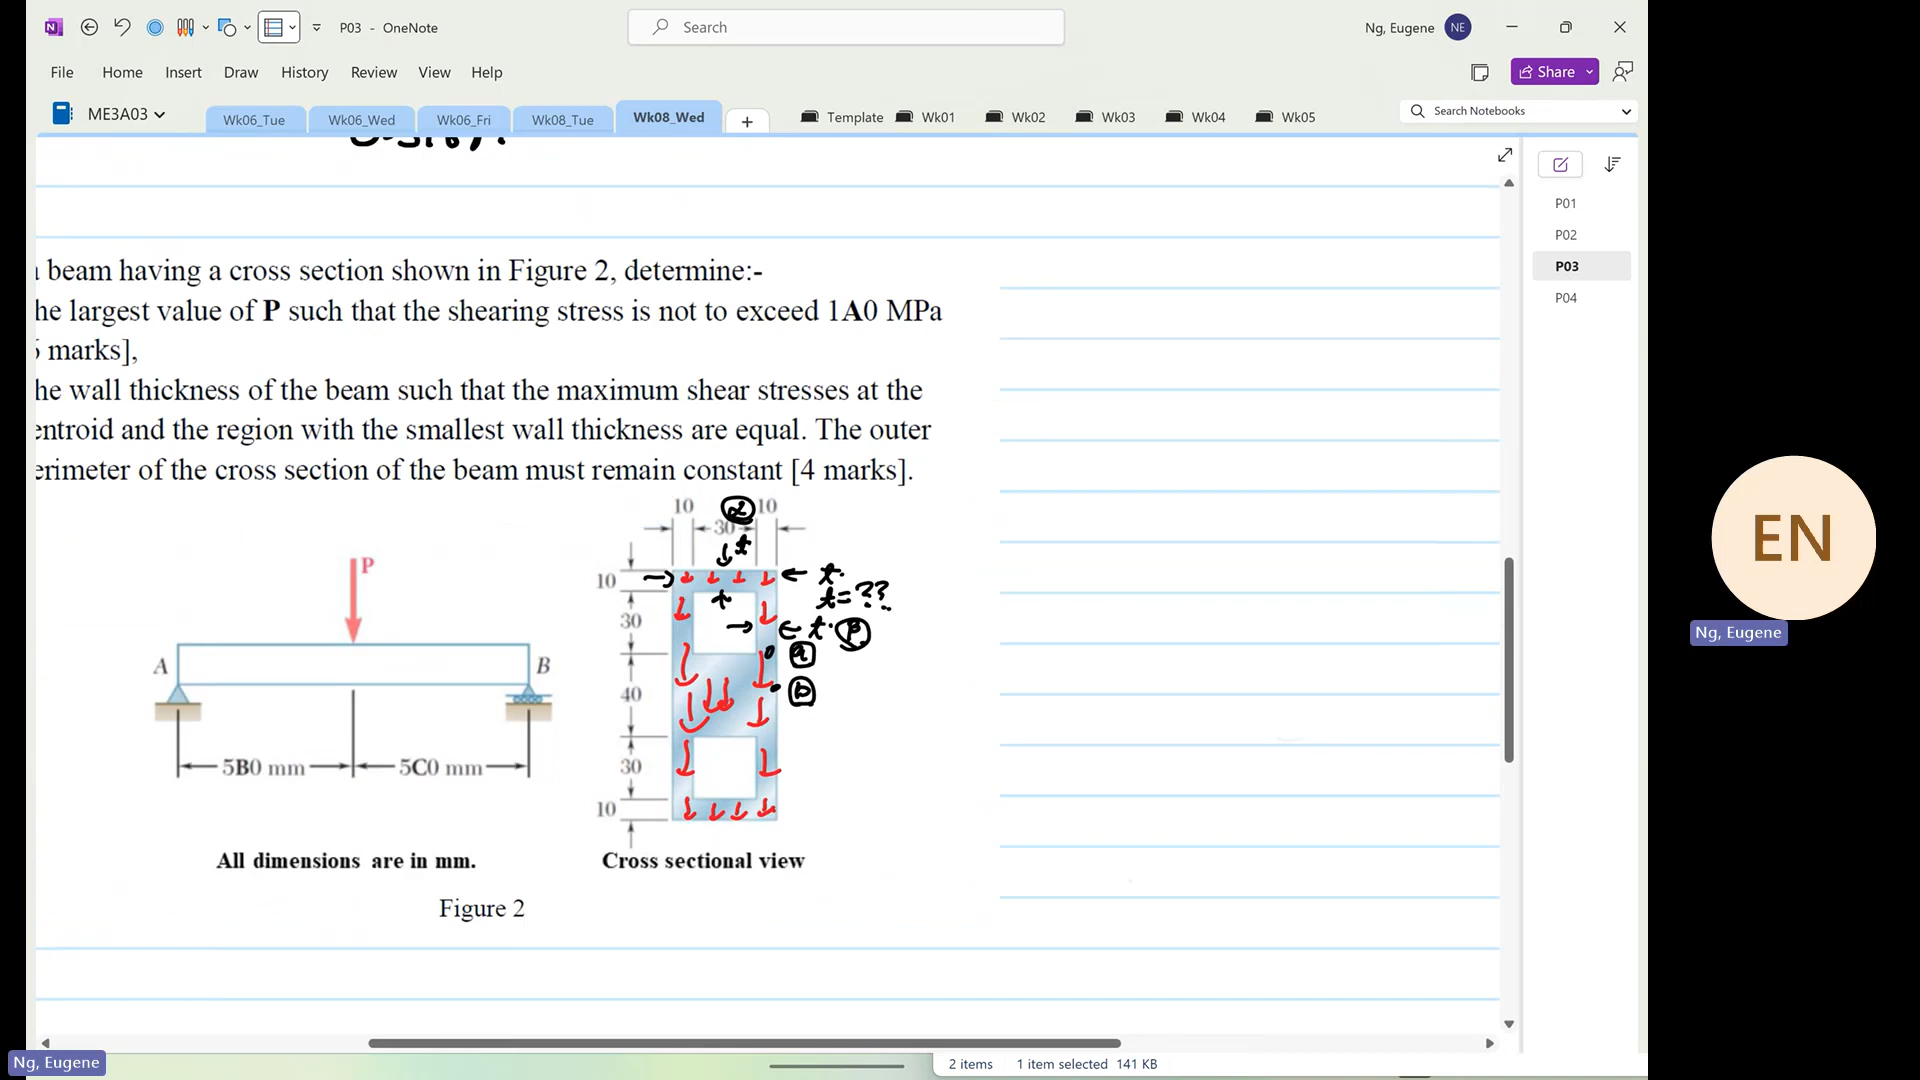 P03 - OneNote
Search
Ng, Eugene
NE
File
Home
Insert
Draw
History
Review
View
Help
Share
ME3A03
Wk06_Tue
Wk06_Wed
Wk06_Fri
Wk08_Tue
Wk08_Wed
+
Template
Wk01
Wk02
Wk03
Wk04
Wk05
Search Notebooks
P01
P02
P03
P04
a beam having a cross section shown in Figure 2, determine:-
he largest value of P such that the shearing stress is not to exceed 1A0 MPa
marks],
he wall thickness of the beam such that the maximum shear stresses at the
entroid and the region with the smallest wall thickness are equal. The outer
erimeter of the cross section of the beam must remain constant [4 marks].
10 α 10
30
t
10
t.
t=??
30
t. β
a
40
b
30
10
P
A
B
5B0 mm
5C0 mm
All dimensions are in mm.
Cross sectional view
Figure 2
EN
Ng, Eugene
Ng, Eugene
2 items
1 item selected 141 KB